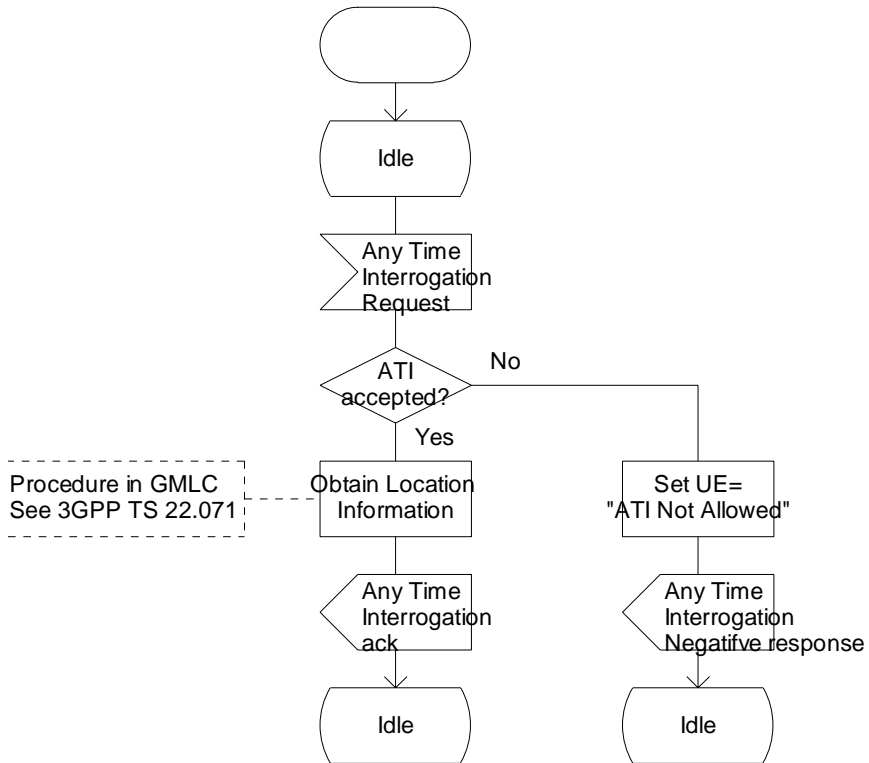 Idle
Any Time
Interrogation
Request
ATI
accepted?
No
Yes
Procedure in GMLC
See 3GPP TS 22.071
Obtain Location
Information
Set UE=
"ATI Not Allowed"
Any Time
Interrogation
ack
Any Time
Interrogation
Negatifve response
Idle
Idle